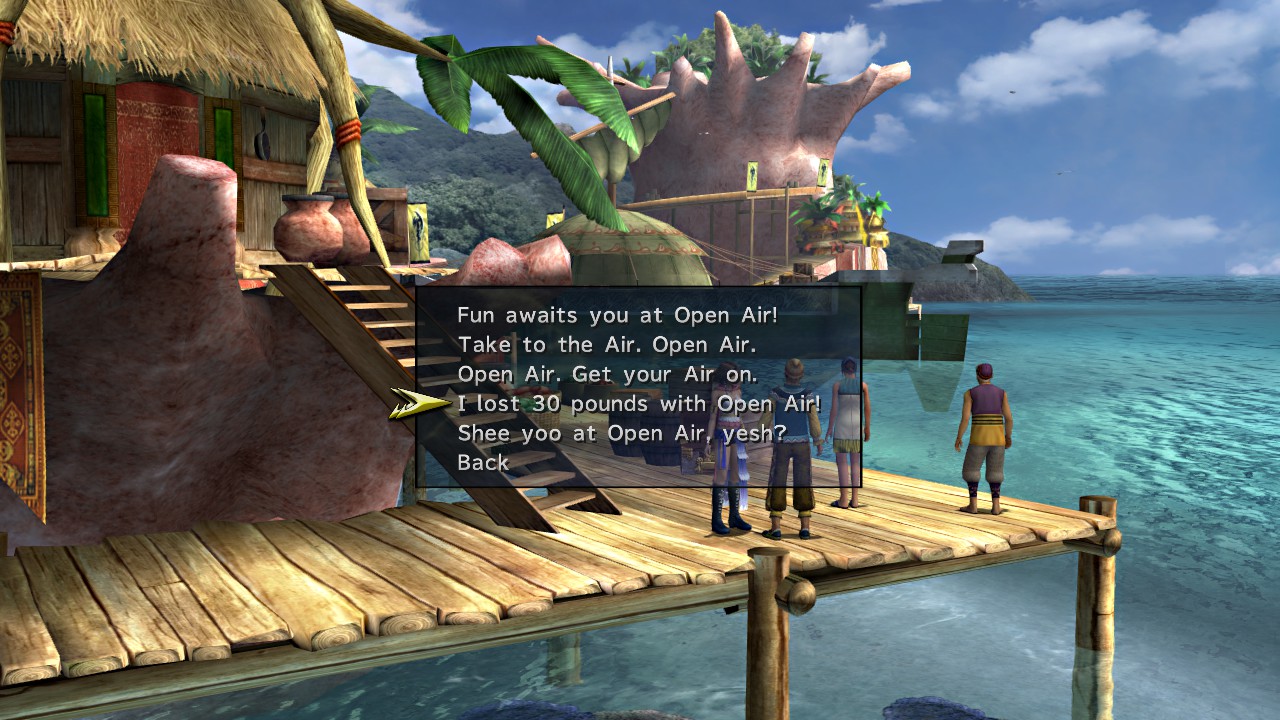 Fun awaits you at Open Air!
Take to the Air. Open Air.
Open Air. Get your Air on.
I lost 30 pounds with Open Air!
Shee yoo at Open Air, yesh?
Back